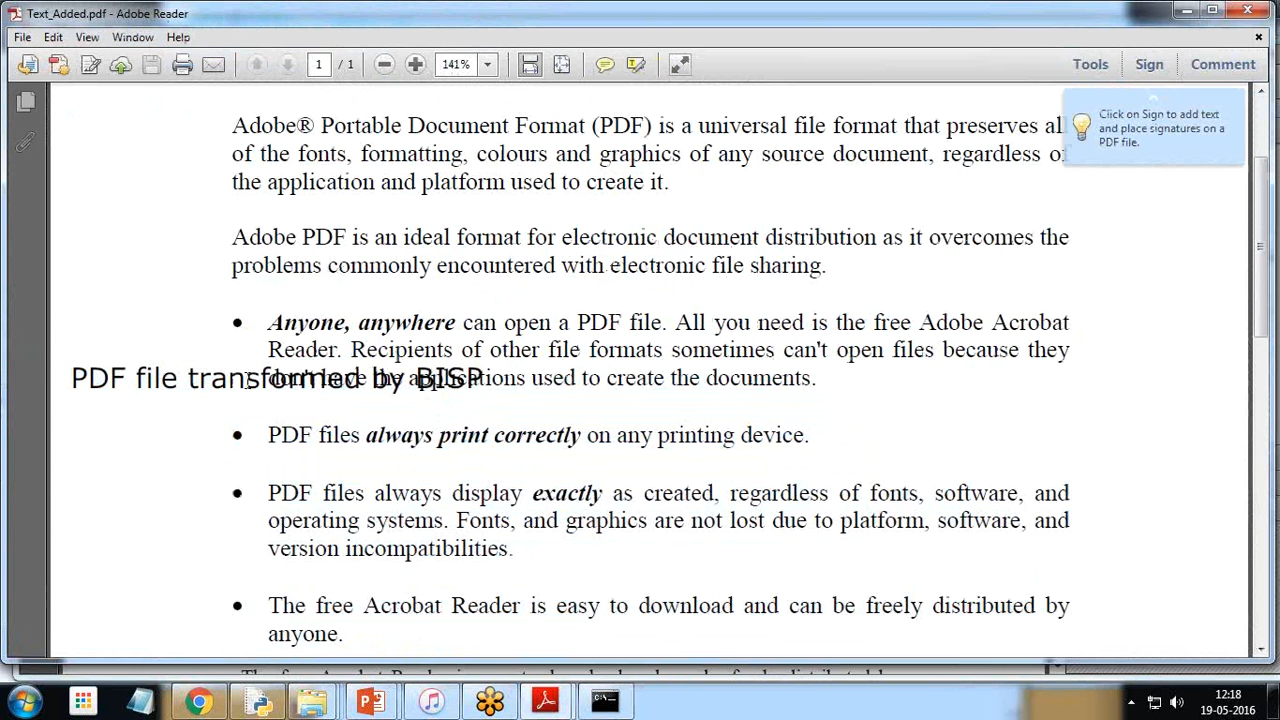 Text_Added.pdf - Adobe Reader
File Edit View Window Help
1 / 1 141% Tools Sign Comment
Click on Sign to add text
and place signatures on a
PDF file.
Adobe® Portable Document Format (PDF) is a universal file format that preserves all
of the fonts, formatting, colours and graphics of any source document, regardless of
the application and platform used to create it.
Adobe PDF is an ideal format for electronic document distribution as it overcomes the
problems commonly encountered with electronic file sharing.
• Anyone, anywhere can open a PDF file. All you need is the free Adobe Acrobat
Reader. Recipients of other file formats sometimes can't open files because they
don't have the applications used to create the documents.
PDF file transformed by BISP
• PDF files always print correctly on any printing device.
• PDF files always display exactly as created, regardless of fonts, software, and
operating systems. Fonts, and graphics are not lost due to platform, software, and
version incompatibilities.
• The free Acrobat Reader is easy to download and can be freely distributed by
anyone.
12:18
19-05-2016